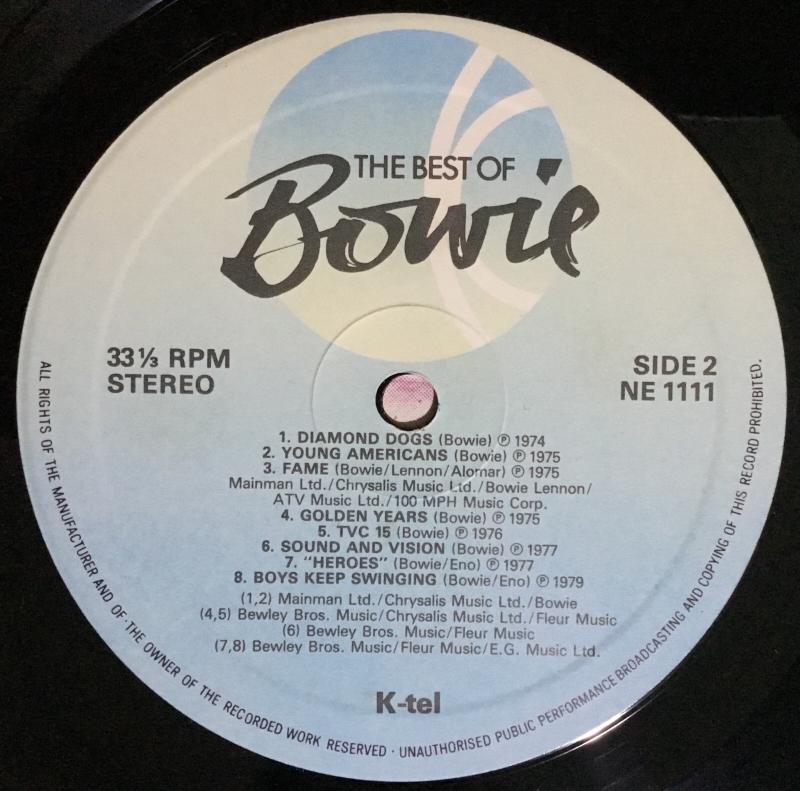 THE BEST OF
Bowie
33 ⅓ RPM
STEREO
SIDE 2
NE 1111
1. DIAMOND DOGS (Bowie) ℗ 1974
2. YOUNG AMERICANS (Bowie) ℗ 1975
3. FAME (Bowie/Lennon/Alomar) ℗ 1975
Mainman Ltd./Chrysalis Music Ltd./Bowie Lennon/
ATV Music Ltd./100 MPH Music Corp.
4. GOLDEN YEARS (Bowie) ℗ 1975
5. TVC 15 (Bowie) ℗ 1976
6. SOUND AND VISION (Bowie) ℗ 1977
7. "HEROES" (Bowie/Eno) ℗ 1977
8. BOYS KEEP SWINGING (Bowie/Eno) ℗ 1979
(1,2) Mainman Ltd./Chrysalis Music Ltd./Bowie
(4,5) Bewley Bros. Music/Chrysalis Music Ltd./Fleur Music
(6) Bewley Bros. Music/Fleur Music
(7,8) Bewley Bros. Music/Fleur Music/E.G. Music Ltd.
K-tel
ALL RIGHTS OF THE MANUFACTURER AND OF THE OWNER OF THE RECORDED WORK RESERVED · UNAUTHORISED PUBLIC PERFORMANCE BROADCASTING AND COPYING OF THIS RECORD PROHIBITED.